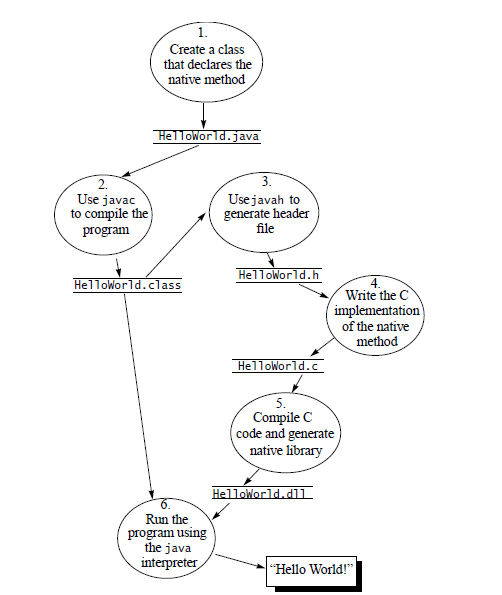 1.
Create a class
that declares the
native method
HelloWorld.java
2.
Use javac
to compile the
program
3.
Use javah to
generate header
file
HelloWorld.class
HelloWorld.h
4.
Write the C
implementation
of the native
method
HelloWorld.c
5.
Compile C
code and generate
native library
HelloWorld.dll
6.
Run the
program using
the java
interpreter
“Hello World!”